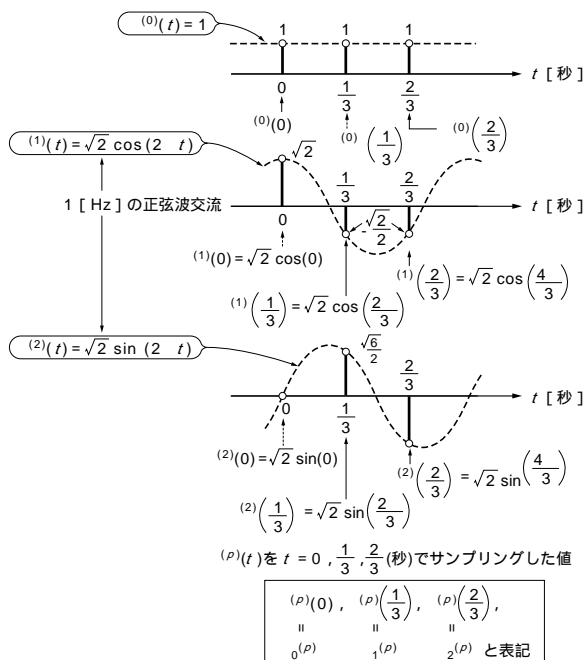 (0)(t) = 1
1 1 1
t [ 秒 ]
0 1/3 2/3
(0)(0) (0)(1/3) (0)(2/3)
(1)(t) = √2 cos (2 t)
√2
1 [ Hz ] の正弦波交流
1/3 2/3
t [ 秒 ]
0
-√2/2
(1)(0) = √2 cos(0)
(1)(2/3) = √2 cos(4/3)
(1)(1/3) = √2 cos(2/3)
(2)(t) = √2 sin (2 t)
√6/2
2/3
t [ 秒 ]
0 1/3
(2)(0) = √2 sin(0)
(2)(2/3) = √2 sin(4/3)
(2)(1/3) = √2 sin(2/3)
(p)(t)を t = 0 , 1/3 , 2/3 (秒)でサンプリングした値
(p)(0) , (p)(1/3) , (p)(2/3) ,
= = =
0(p) 1(p) 2(p) と表記